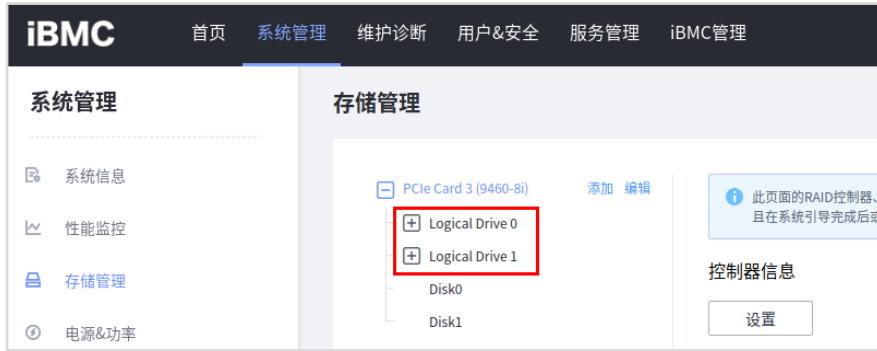 iBMC 首页 系统管理 维护诊断 用户&安全 服务管理 iBMC管理
系统管理
系统信息
性能监控
存储管理
电源&功率
存储管理
PCIe Card 3 (9460-8i) 添加 编辑
Logical Drive 0
Logical Drive 1
Disk0
Disk1
此页面的RAID控制器、
且在系统引导完成后
控制器信息
设置